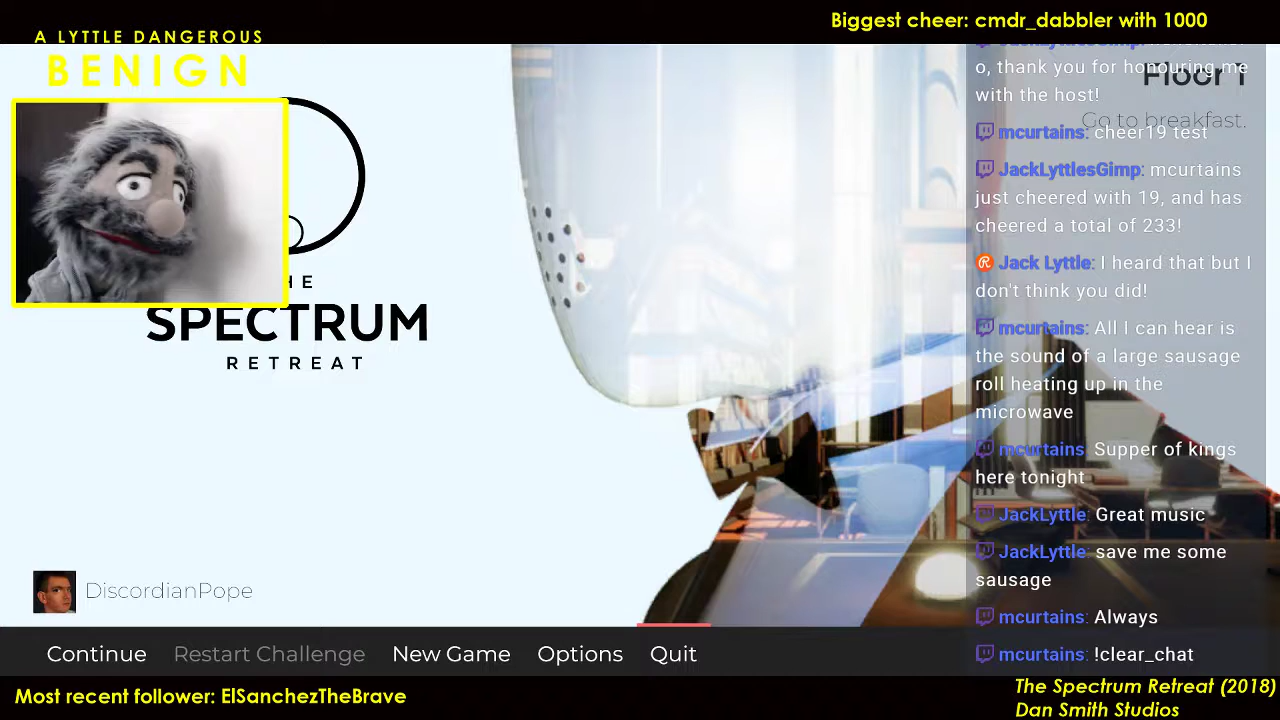 A LYTTLE DANGEROUS
BENIGN
Biggest cheer: cmdr_dabbler with 1000
Floor 1
Go to breakfast.
HE
SPECTRUM
RETREAT
o, thank you for honouring me
with the host!
mcurtains: cheer19 test
JackLyttlesGimp: mcurtains
just cheered with 19, and has
cheered a total of 233!
Jack Lyttle: I heard that but I
don't think you did!
mcurtains: All I can hear is
the sound of a large sausage
roll heating up in the
microwave
mcurtains: Supper of kings
here tonight
JackLyttle: Great music
JackLyttle: save me some
sausage
mcurtains: Always
mcurtains: !clear_chat
DiscordianPope
Continue Restart Challenge New Game Options Quit
Most recent follower: ElSanchezTheBrave
The Spectrum Retreat (2018)
Dan Smith Studios